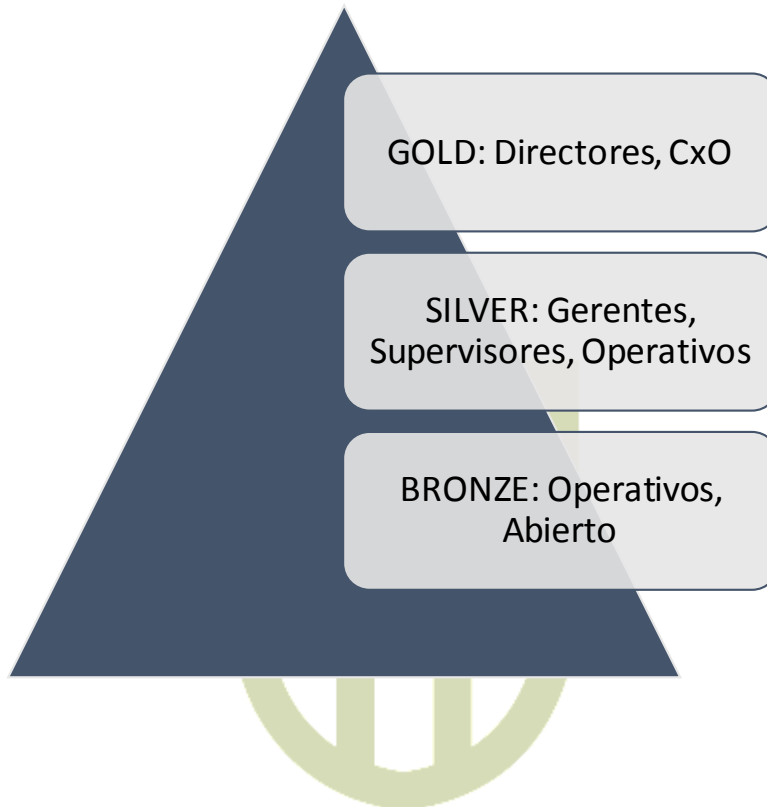 GOLD: Directores, CxO
SILVER: Gerentes,
Supervisores, Operativos
BRONZE: Operativos,
Abierto